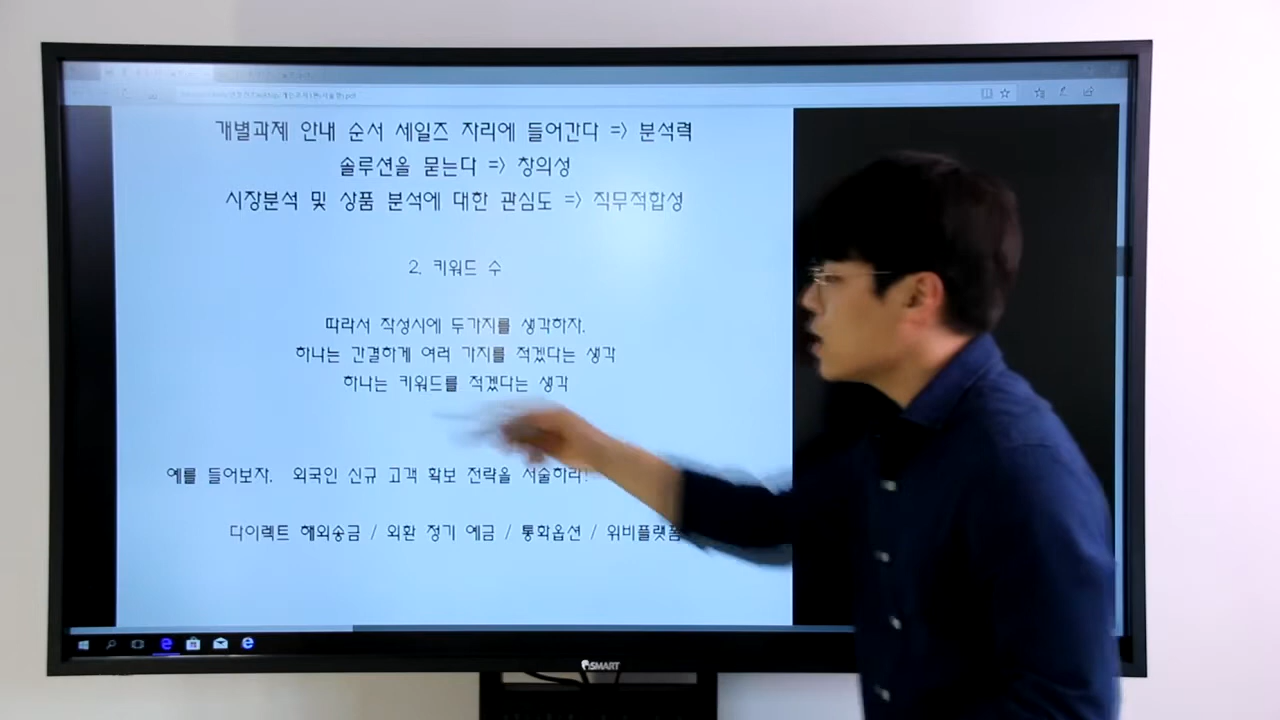 개별과제 안내 순서 세일즈 자리에 들어간다 => 분석력
솔루션을 묻는다 => 창의성
시장분석 및 상품 분석에 대한 관심도 => 직무적합성
2. 키워드 수
따라서 작성시에 두가지를 생각하자.
하나는 간결하게 여러 가지를 적겠다는 생각
하나는 키워드를 적겠다는 생각
예를 들어보자. 외국인 신규 고객 확보 전략을 서술하라!
다이렉트 해외송금 / 외환 정기 예금 / 통화옵션 / 위비플랫폼
SMART